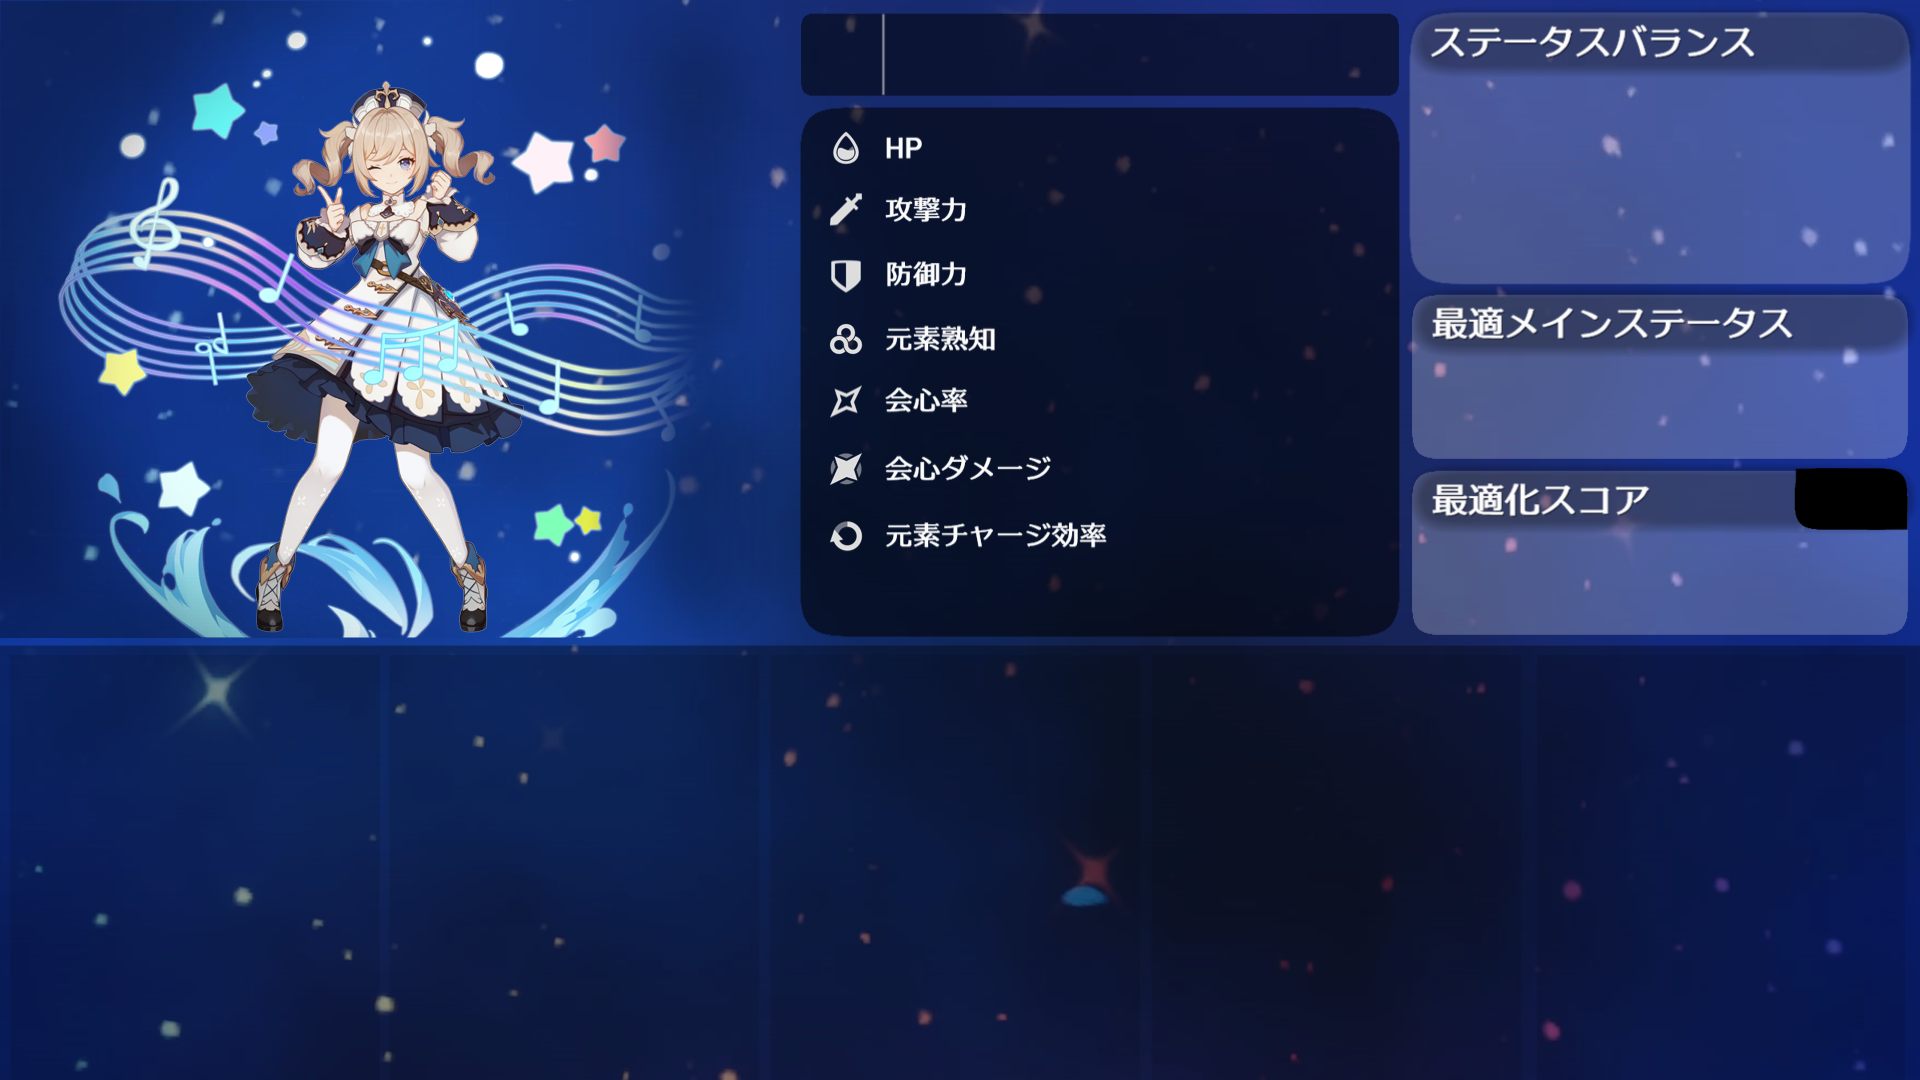 HP
攻撃力
防御力
元素熟知
会心率
会心ダメージ
元素チャージ効率
ステータスバランス
最適メインステータス
最適化スコア